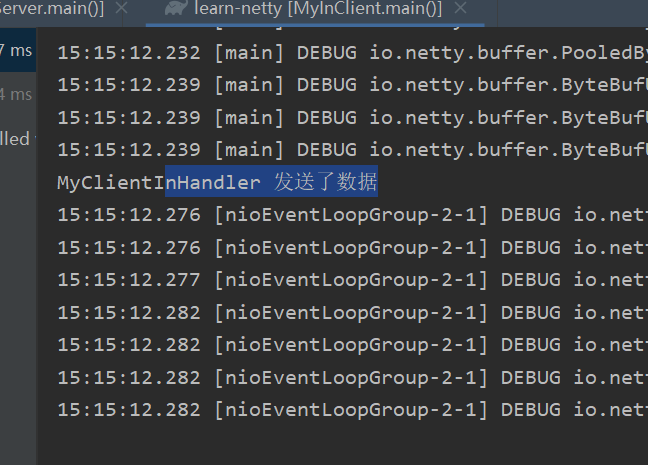 Server.main()]
learn-netty [MyInClient.main()]
7 ms
4 ms
lled
15:15:12.232 [main] DEBUG io.netty.buffer.PooledBy
15:15:12.239 [main] DEBUG io.netty.buffer.ByteBufU
15:15:12.239 [main] DEBUG io.netty.buffer.ByteBufU
15:15:12.239 [main] DEBUG io.netty.buffer.ByteBufU
MyClientInHandler 发送了数据
15:15:12.276 [nioEventLoopGroup-2-1] DEBUG io.nett
15:15:12.276 [nioEventLoopGroup-2-1] DEBUG io.nett
15:15:12.277 [nioEventLoopGroup-2-1] DEBUG io.nett
15:15:12.282 [nioEventLoopGroup-2-1] DEBUG io.nett
15:15:12.282 [nioEventLoopGroup-2-1] DEBUG io.nett
15:15:12.282 [nioEventLoopGroup-2-1] DEBUG io.nett
15:15:12.282 [nioEventLoopGroup-2-1] DEBUG io.nett